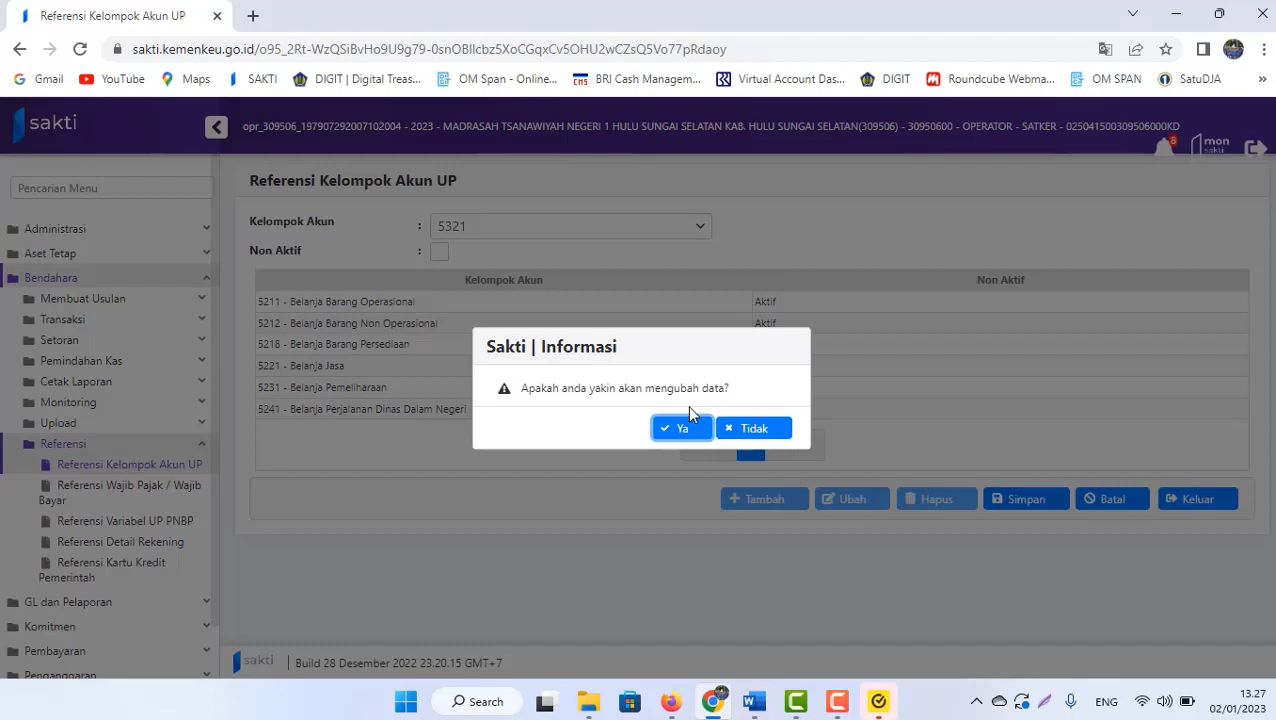 Referensi Kelompok Akun UP
sakti.kemenkeu.go.id/o95_2Rt-WzQSiBvHo9U9g79-0snOBIlcbz5XoCGqxCv5OHU2wCZsQ5Vo77pRdaoy
Gmail YouTube Maps SAKTI DIGIT | Digital Treas... OM Span - Online... BRI Cash Managem... Virtual Account Das... DIGIT Roundcube Webma... OM SPAN SatuDJA
sakti
opr_309506_197907292007102004 - 2023 - MADRASAH TSANAWIYAH NEGERI 1 HULU SUNGAI SELATAN KAB. HULU SUNGAI SELATAN(309506) - 30950600 - OPERATOR - SATKER - 025041500309506000KD
8
mon
sakti
Pencarian Menu
Administrasi
Aset Tetap
Bendahara
Membuat Usulan
Transaksi
Setoran
Pemindahan Kas
Cetak Laporan
Monitoring
Upload
Referensi
Referensi Kelompok Akun UP
Referensi Wajib Pajak / Wajib
Bayar
Referensi Variabel UP PNBP
Referensi Detail Rekening
Referensi Kartu Kredit
Pemerintah
GL dan Pelaporan
Komitmen
Pembayaran
Penganggaran
Referensi Kelompok Akun UP
Kelompok Akun : 5321
Non Aktif :
Kelompok Akun Non Aktif
5211 - Belanja Barang Operasional Aktif
5212 - Belanja Barang Non Operasional Aktif
5218 - Belanja Barang Persediaan
5221 - Belanja Jasa
5231 - Belanja Pemeliharaan
5241 - Belanja Perjalanan Dinas Dalam Negeri
Sakti | Informasi
Apakah anda yakin akan mengubah data?
Ya Tidak
Tambah Ubah Hapus Simpan Batal Keluar
sakti | Build 28 Desember 2022 23.20.15 GMT+7
Search
ENG
13.27
02/01/2023